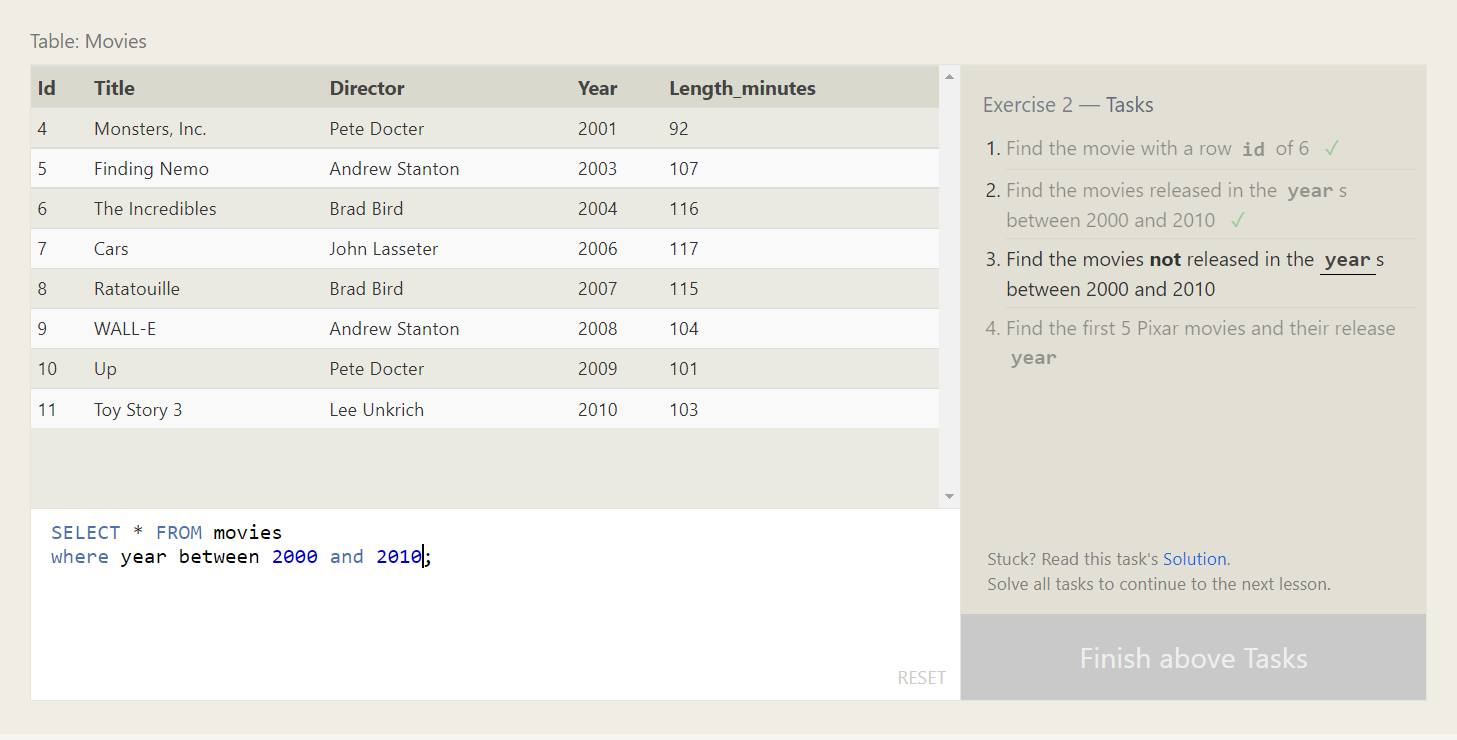 Table: Movies
Id Title Director Year Length_minutes
4 Monsters, Inc. Pete Docter 2001 92
5 Finding Nemo Andrew Stanton 2003 107
6 The Incredibles Brad Bird 2004 116
7 Cars John Lasseter 2006 117
8 Ratatouille Brad Bird 2007 115
9 WALL-E Andrew Stanton 2008 104
10 Up Pete Docter 2009 101
11 Toy Story 3 Lee Unkrich 2010 103
SELECT * FROM movies
where year between 2000 and 2010;
RESET
Exercise 2 — Tasks
1. Find the movie with a row id of 6 ✓
2. Find the movies released in the year s
between 2000 and 2010 ✓
3. Find the movies not released in the year s
between 2000 and 2010
4. Find the first 5 Pixar movies and their release
year
Stuck? Read this task's Solution.
Solve all tasks to continue to the next lesson.
Finish above Tasks